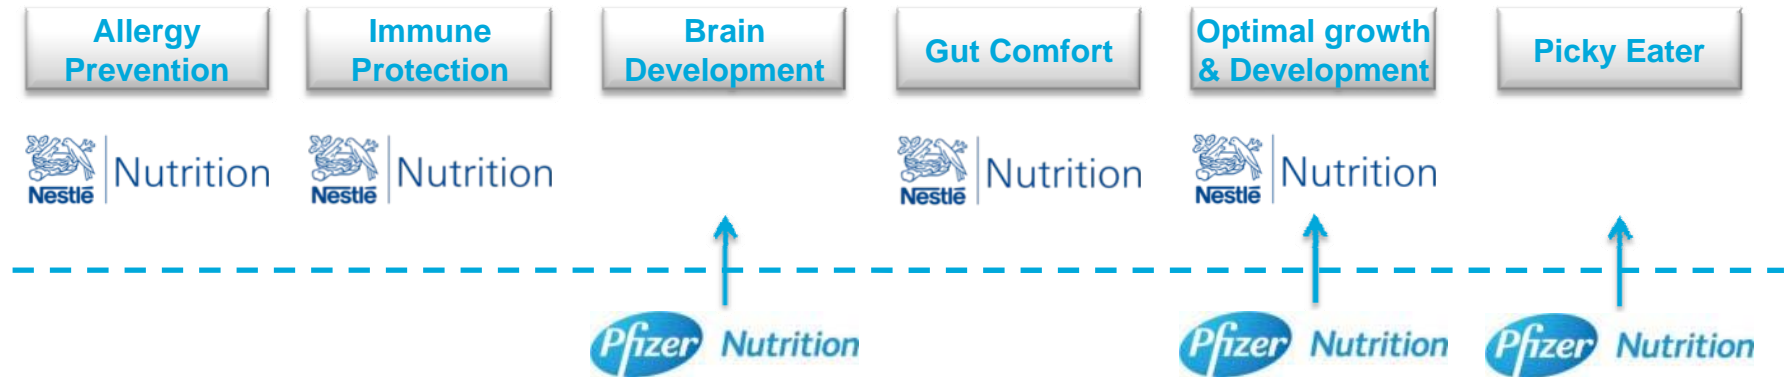 Allergy
Prevention
Immune
Protection
Brain
Development
Gut Comfort
Optimal growth
& Development
Picky Eater
Nestlé Nutrition
Nestlé Nutrition
Nestlé Nutrition
Nestlé Nutrition
Pfizer Nutrition
Pfizer Nutrition
Pfizer Nutrition